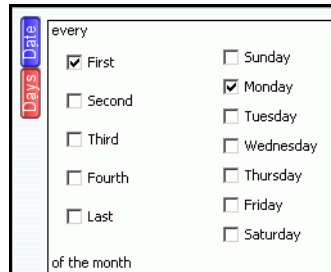 Date
Days
every
First
Second
Third
Fourth
Last
Sunday
Monday
Tuesday
Wednesday
Thursday
Friday
Saturday
of the month